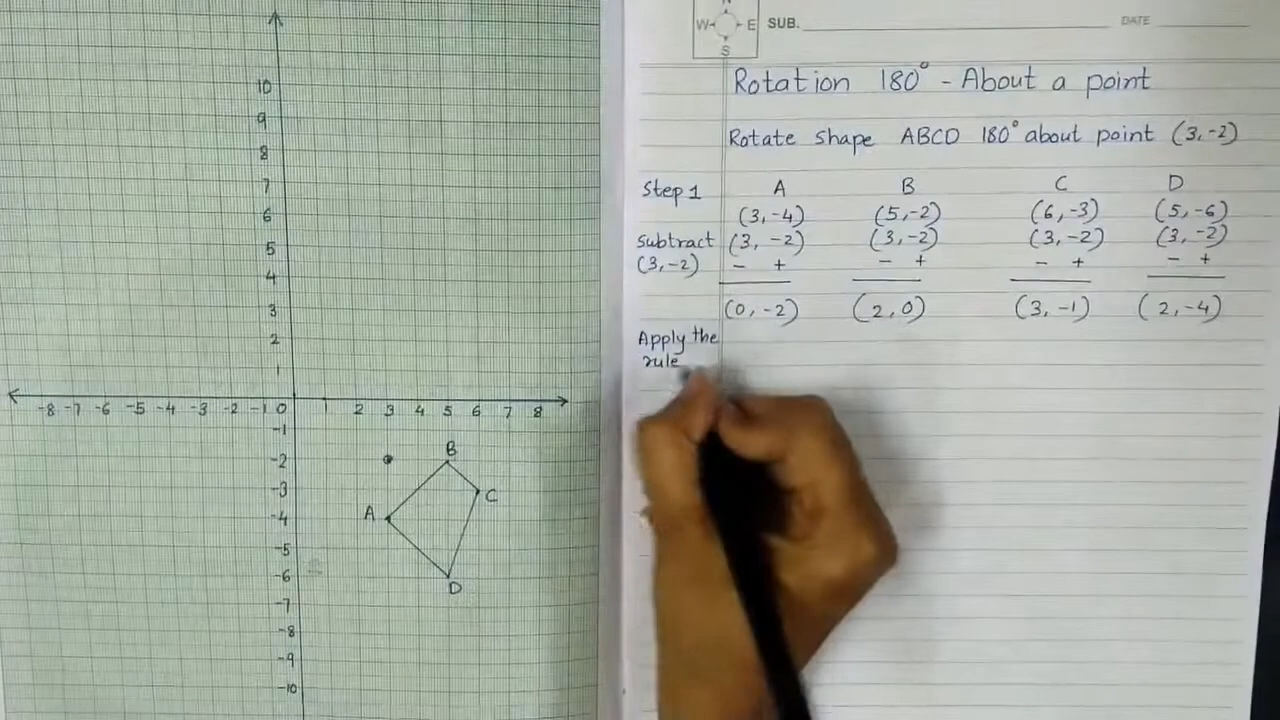 W E SUB. DATE
S
Rotation 180° - About a point
Rotate shape ABCD 180° about point (3,-2)
Step 1 A B C D
(3,-4) (5,-2) (6,-3) (5,-6)
subtract (3, -2) (3,-2) (3,-2) (3,-2)
(3,-2) - + - + - + - +
(0,-2) (2,0) (3,-1) (2,-4)
Apply the
rule
10
9
8
7
6
5
4
3
2
1
-8 -7 -6 -5 -4 -3 -2 -1 0 2 3 4 5 6 7 8
-1
-2
-3
-4
-5
-6
-7
-8
-9
-10
B
C
A
D